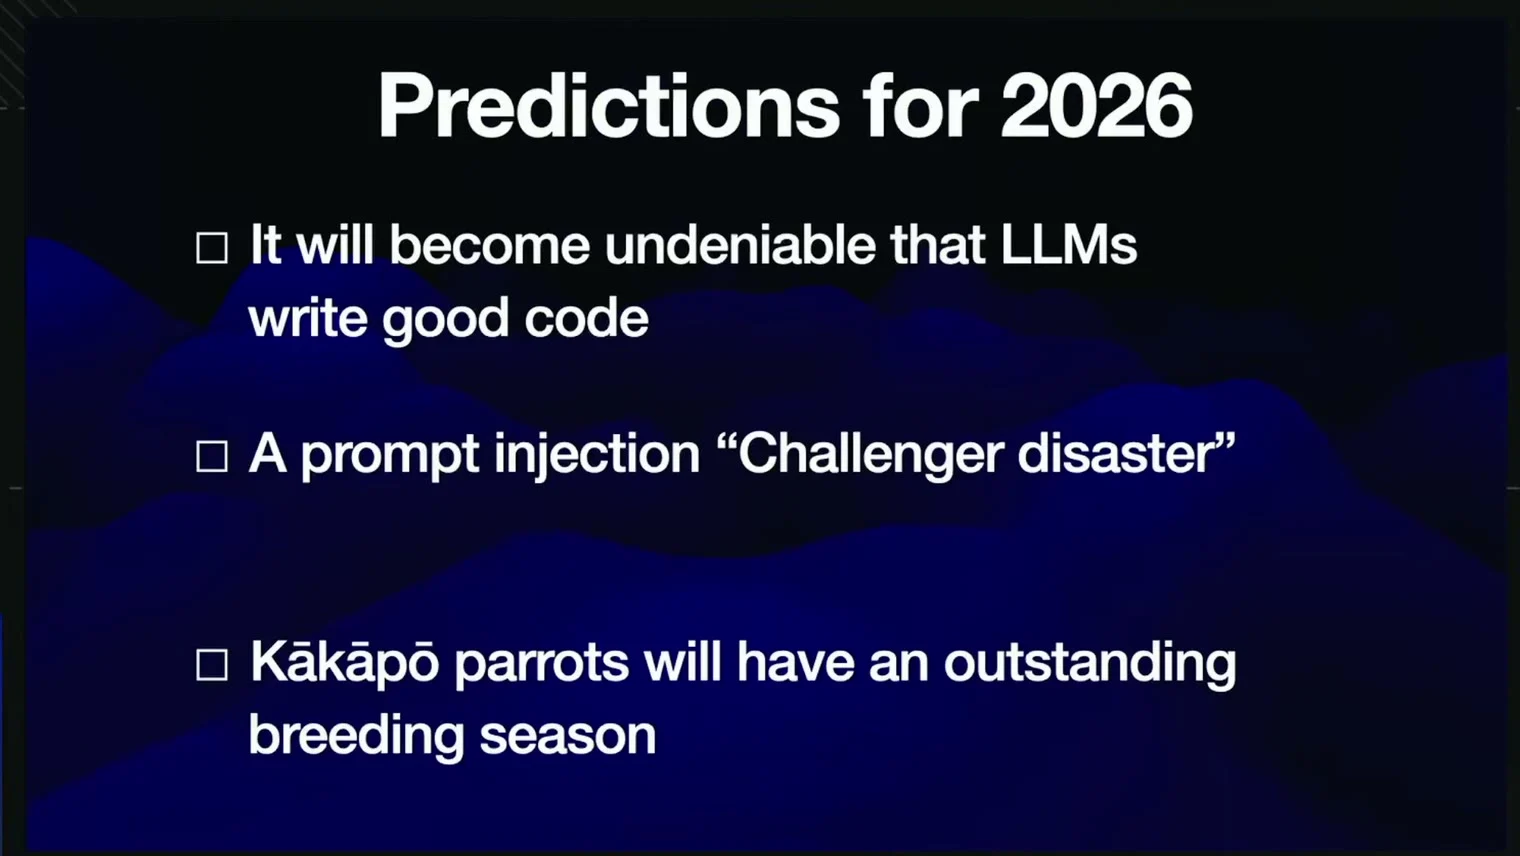 Predictions for 2026
☐ It will become undeniable that LLMs
write good code
☐ A prompt injection “Challenger disaster”
☐ Kākāpō parrots will have an outstanding
breeding season